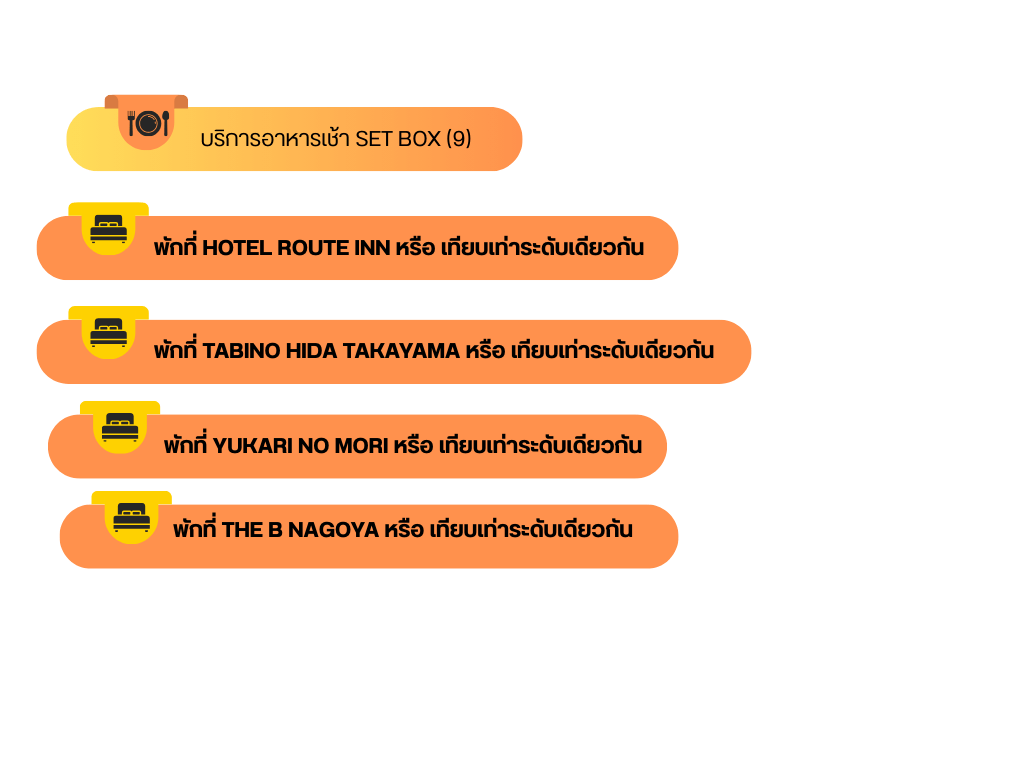 บริการอาหารเช้า SET BOX (9)
พักที่ HOTEL ROUTE INN หรือ เทียบเท่าระดับเดียวกัน
พักที่ TABINO HIDA TAKAYAMA หรือ เทียบเท่าระดับเดียวกัน
พักที่ YUKARI NO MORI หรือ เทียบเท่าระดับเดียวกัน
พักที่ THE B NAGOYA หรือ เทียบเท่าระดับเดียวกัน